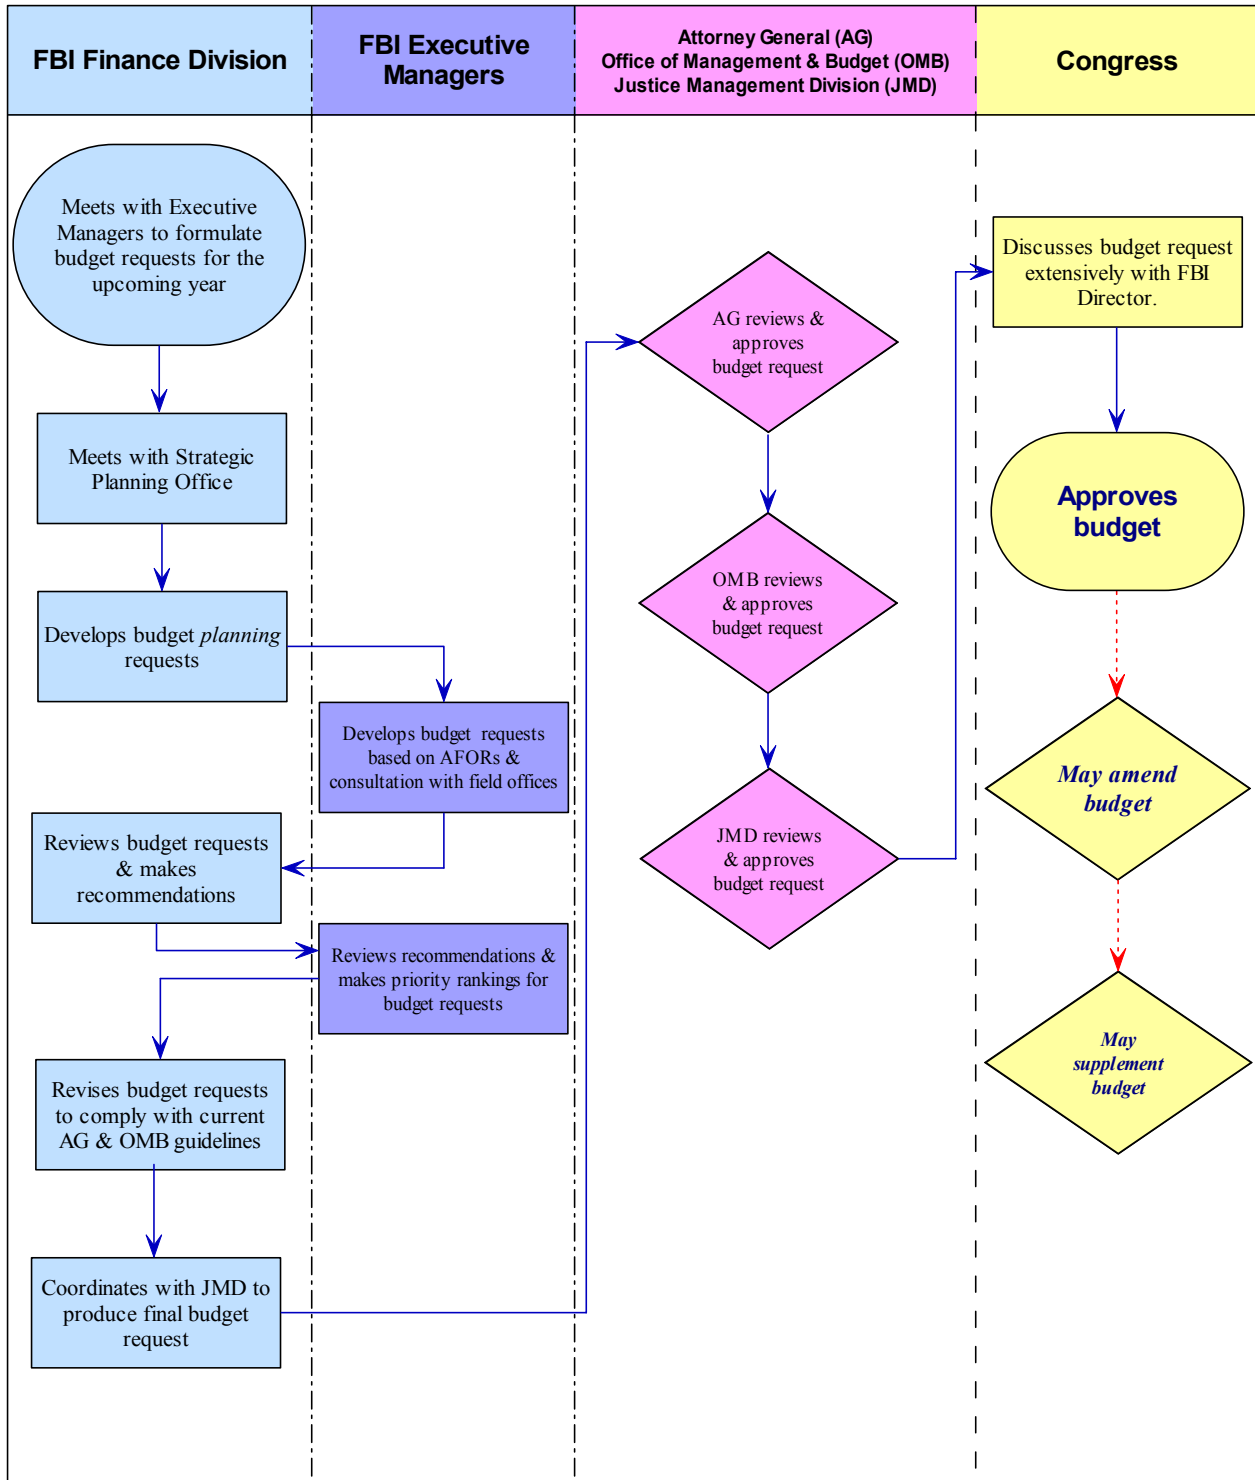 FBI Finance Division
FBI Executive
Managers
Attorney General (AG)
Office of Management & Budget (OMB)
Justice Management Division (JMD)
Congress
Meets with Executive
Managers to formulate
budget requests for the
upcoming year
Meets with Strategic
Planning Office
Develops budget planning
requests
Develops budget requests
based on AFORs &
consultation with field offices
Reviews budget requests
& makes
recommendations
Reviews recommendations &
makes priority rankings for
budget requests
Revises budget requests
to comply with current
AG & OMB guidelines
Coordinates with JMD to
produce final budget
request
AG reviews &
approves
budget request
OMB reviews
& approves
budget request
JMD reviews
& approves
budget request
Discusses budget request
extensively with FBI
Director.
Approves
budget
May amend
budget
May
supplement
budget